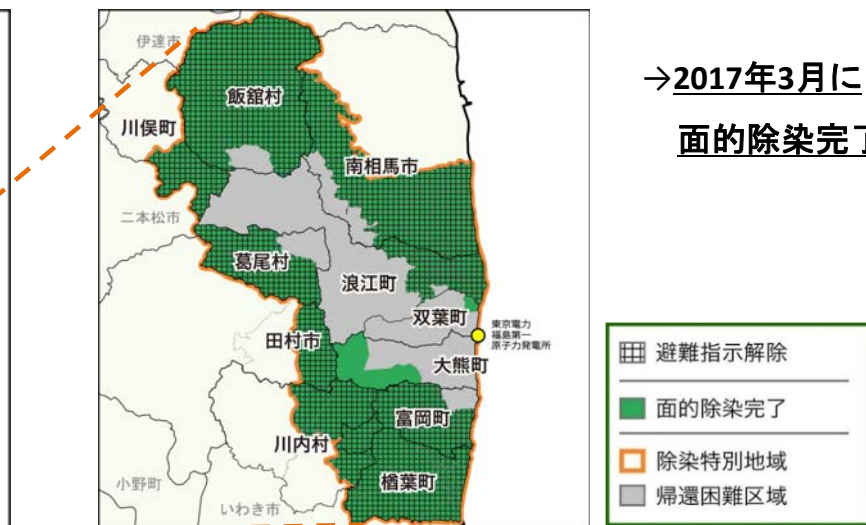 →2017年3月に
面的除染完了
伊達市
飯舘村
川俣町
南相馬市
二本松市
葛尾村
浪江町
双葉町
東京電力
福島第一
原子力発電所
田村市
大熊町
富岡町
川内村
楢葉町
小野町
いわき市
避難指示解除
面的除染完了
除染特別地域
帰還困難区域